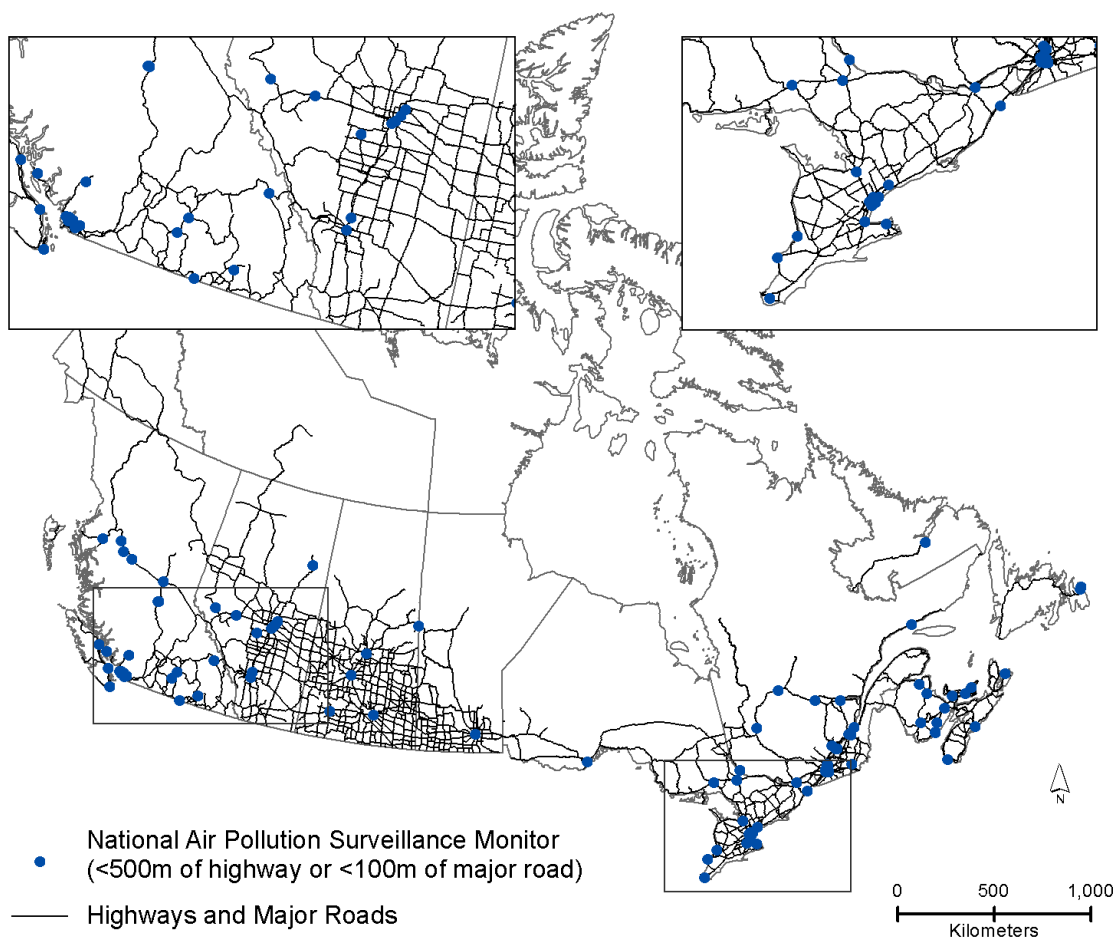 National Air Pollution Surveillance Monitor
(<500m of highway or <100m of major road)
Highways and Major Roads
N
0 500 1,000
Kilometers